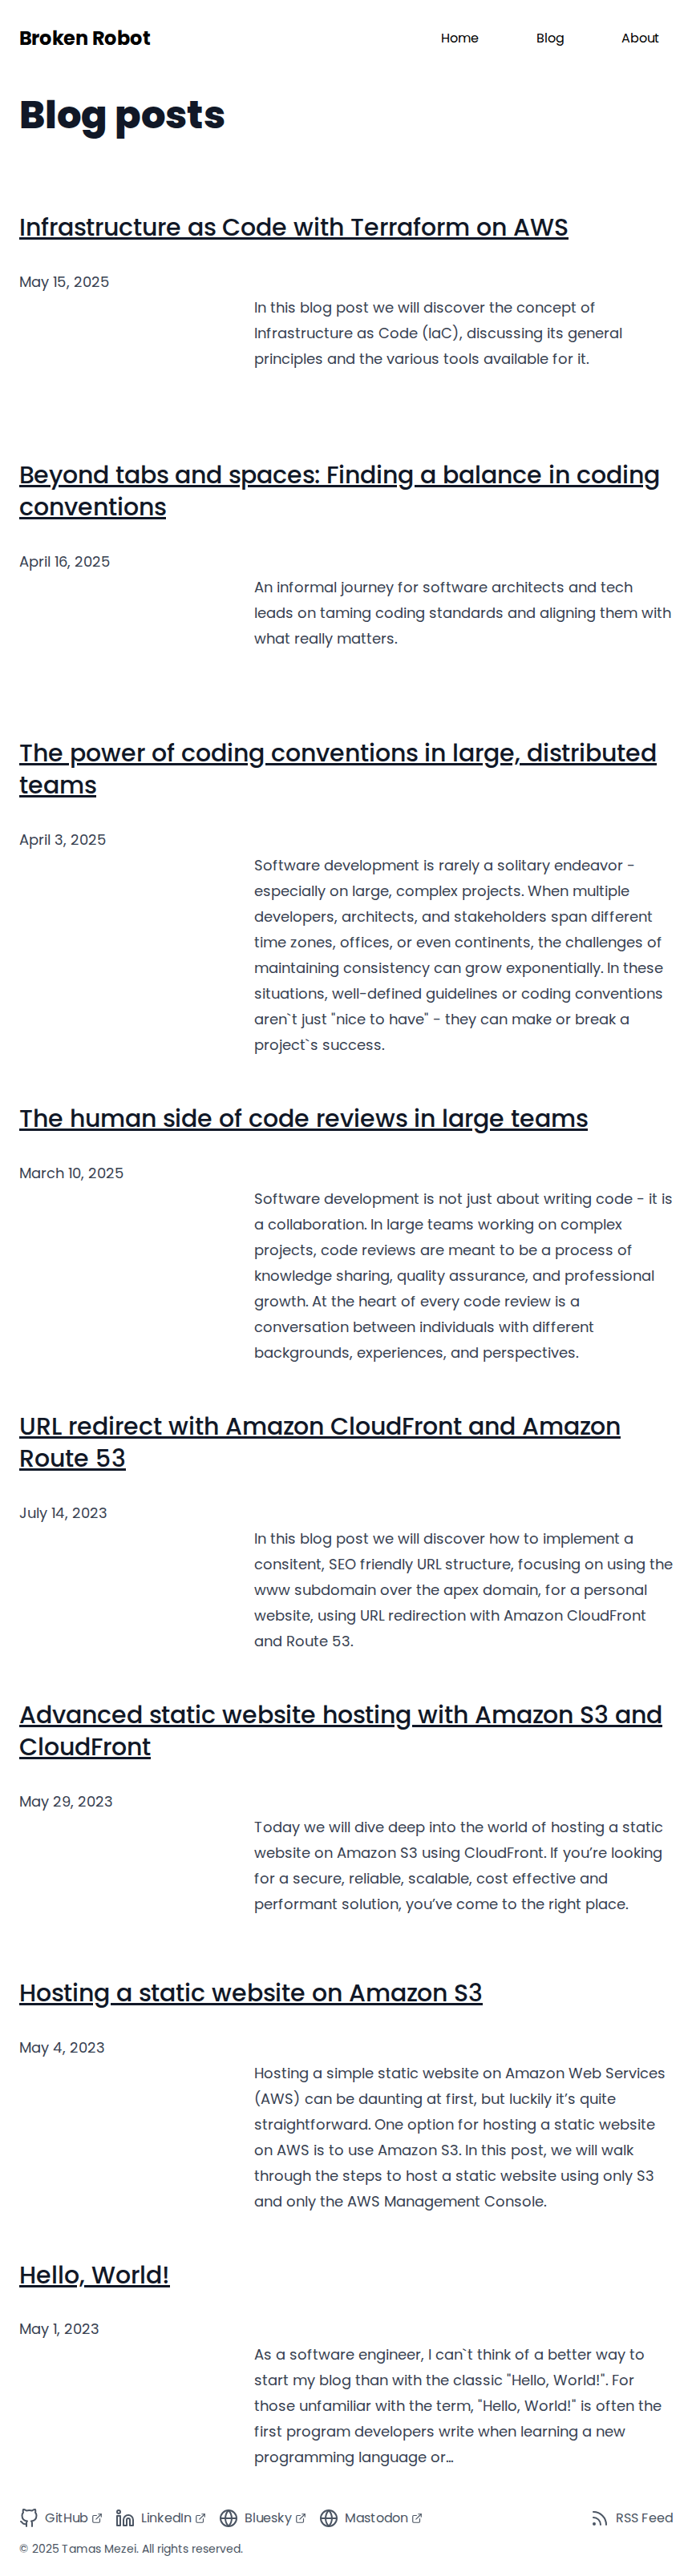 Broken Robot
Home Blog About
Blog posts
Infrastructure as Code with Terraform on AWS
May 15, 2025
In this blog post we will discover the concept of
Infrastructure as Code (IaC), discussing its general
principles and the various tools available for it.
Beyond tabs and spaces: Finding a balance in coding
conventions
April 16, 2025
An informal journey for software architects and tech
leads on taming coding standards and aligning them with
what really matters.
The power of coding conventions in large, distributed
teams
April 3, 2025
Software development is rarely a solitary endeavor -
especially on large, complex projects. When multiple
developers, architects, and stakeholders span different
time zones, offices, or even continents, the challenges of
maintaining consistency can grow exponentially. In these
situations, well-defined guidelines or coding conventions
aren`t just "nice to have" - they can make or break a
project`s success.
The human side of code reviews in large teams
March 10, 2025
Software development is not just about writing code - it is
a collaboration. In large teams working on complex
projects, code reviews are meant to be a process of
knowledge sharing, quality assurance, and professional
growth. At the heart of every code review is a
conversation between individuals with different
backgrounds, experiences, and perspectives.
URL redirect with Amazon CloudFront and Amazon
Route 53
July 14, 2023
In this blog post we will discover how to implement a
consitent, SEO friendly URL structure, focusing on using the
www subdomain over the apex domain, for a personal
website, using URL redirection with Amazon CloudFront
and Route 53.
Advanced static website hosting with Amazon S3 and
CloudFront
May 29, 2023
Today we will dive deep into the world of hosting a static
website on Amazon S3 using CloudFront. If you’re looking
for a secure, reliable, scalable, cost effective and
performant solution, you’ve come to the right place.
Hosting a static website on Amazon S3
May 4, 2023
Hosting a simple static website on Amazon Web Services
(AWS) can be daunting at first, but luckily it’s quite
straightforward. One option for hosting a static website
on AWS is to use Amazon S3. In this post, we will walk
through the steps to host a static website using only S3
and only the AWS Management Console.
Hello, World!
May 1, 2023
As a software engineer, I can`t think of a better way to
start my blog than with the classic "Hello, World!". For
those unfamiliar with the term, "Hello, World!" is often the
first program developers write when learning a new
programming language or…
GitHub LinkedIn Bluesky Mastodon RSS Feed
© 2025 Tamas Mezei. All rights reserved.